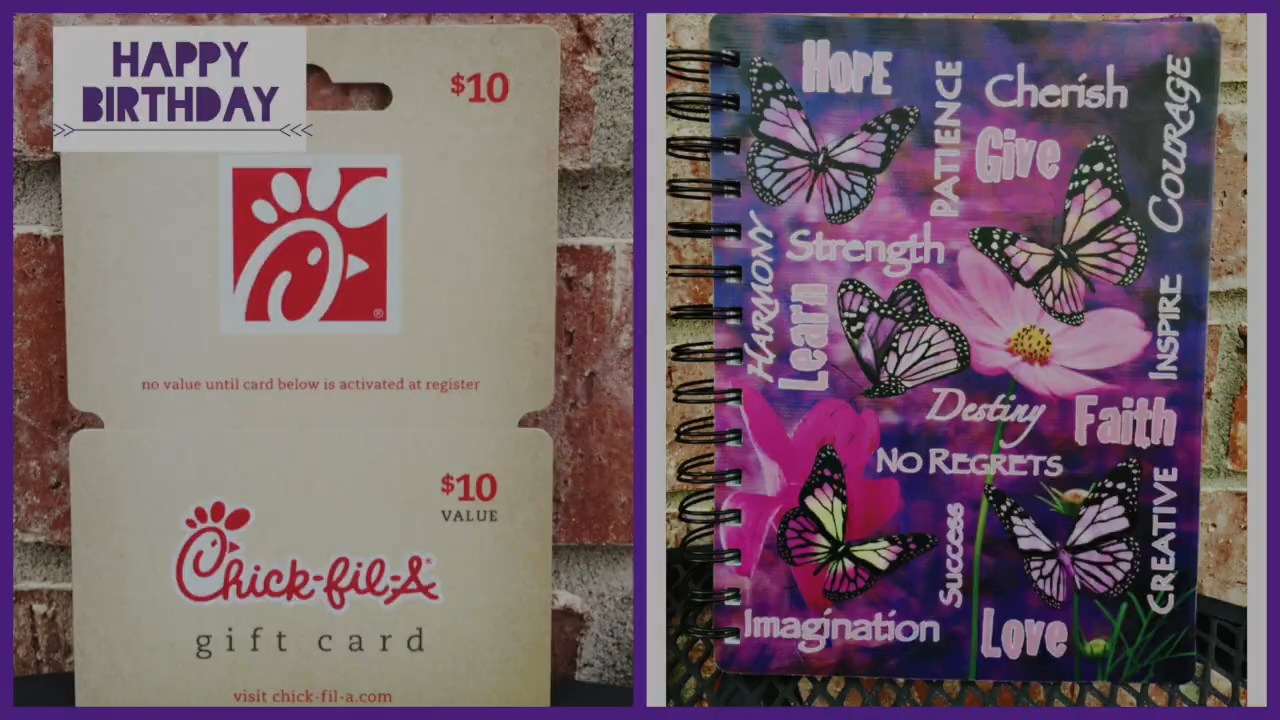 HAPPY
BIRTHDAY
$10
®
no value until card below is activated at register
$10
VALUE
Chick-fil-A®
gift card
visit chick-fil-a.com
HOPE
PATIENCE
Cherish
COURAGE
Give
HARMONY
Strength
Learn
INSPIRE
Destiny
Faith
NO REGRETS
CREATIVE
Success
Imagination
LOVE